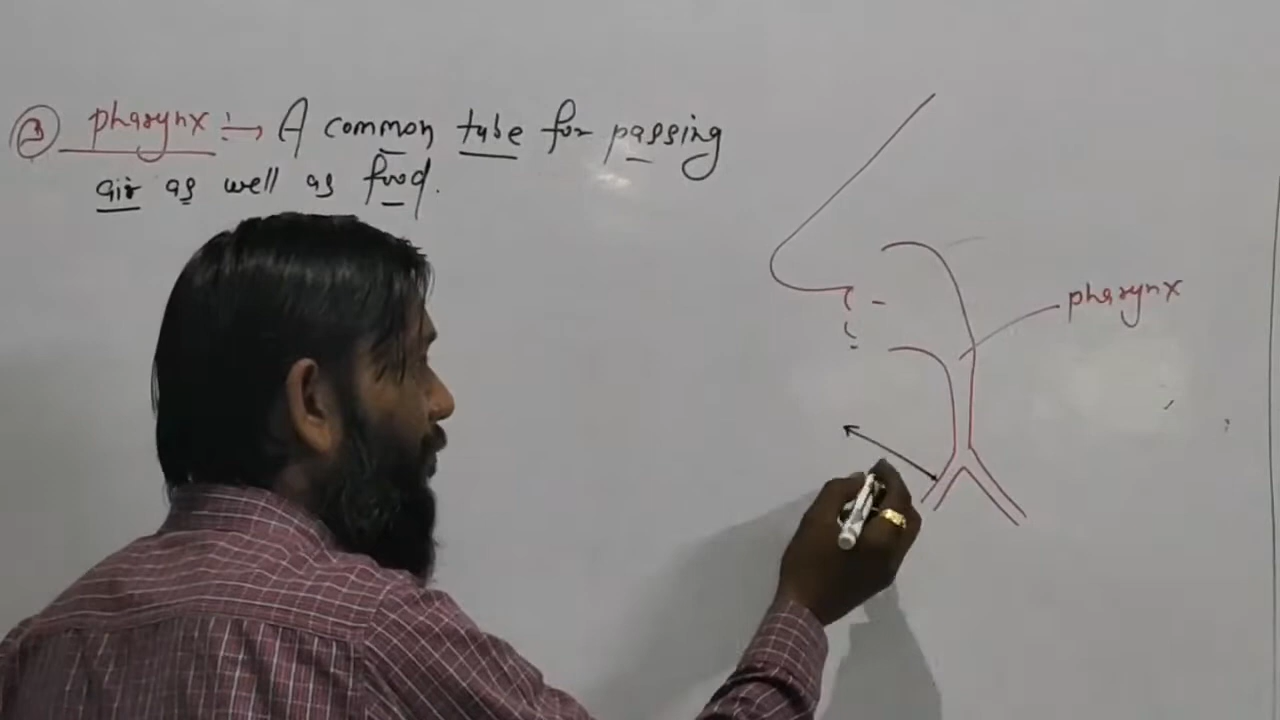 ③ pharynx :→ A common tube for passing
air as well as food.
pharynx